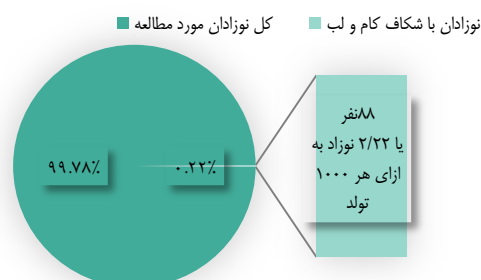 نوزادان با شکاف کام و لب
کل نوزادان مورد مطالعه
۸۸نفر
یا ۲/۲۲ نوزاد به
ازای هر ۱۰۰۰
تولد
۰.۲۲٪
۹۹.۷۸٪